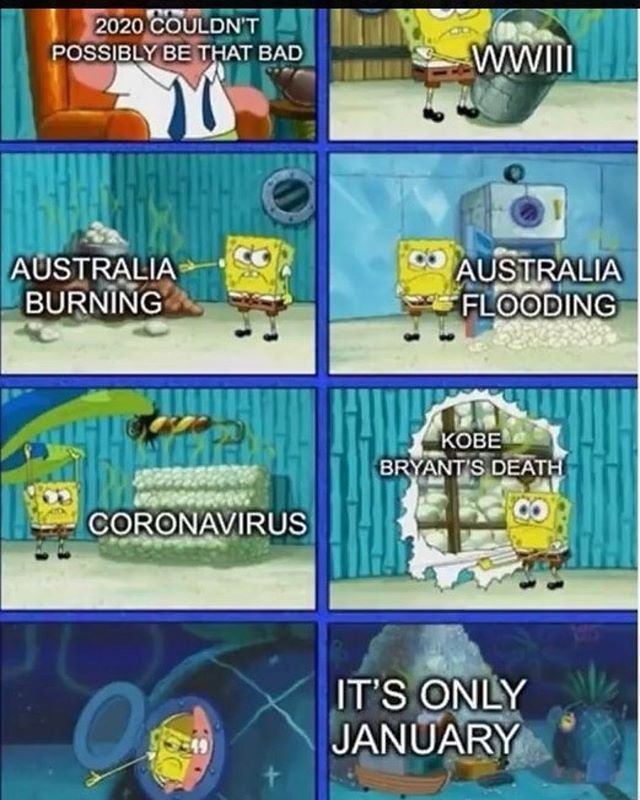 2020 COULDN'T
POSSIBLY BE THAT BAD
WWIII
AUSTRALIA
BURNING
AUSTRALIA
FLOODING
CORONAVIRUS
KOBE
BRYANT'S DEATH
IT'S ONLY
JANUARY